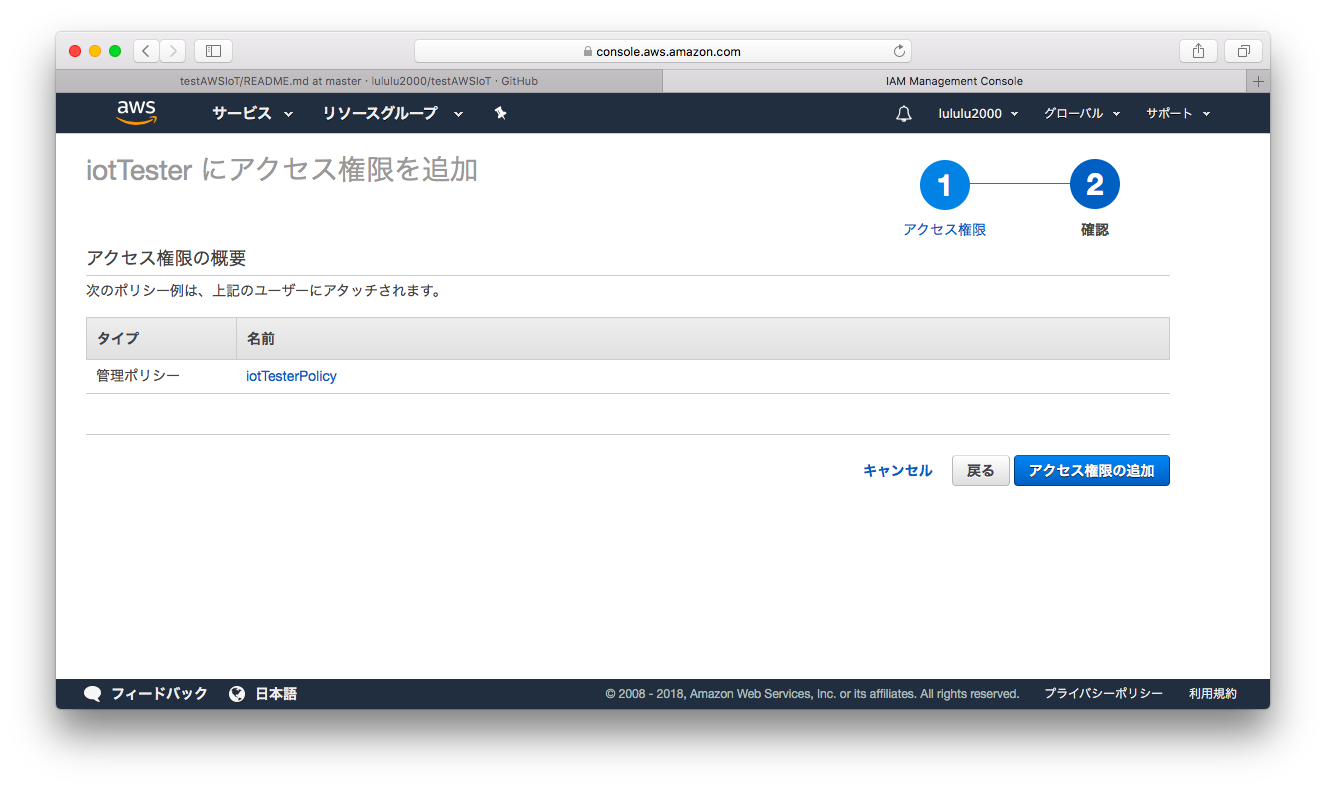 console.aws.amazon.com
testAWSIoT/README.md at master · lululu2000/testAWSIoT · GitHub
IAM Management Console
aws サービス リソースグループ lululu2000 グローバル サポート
iotTester にアクセス権限を追加
1 2
アクセス権限 確認
アクセス権限の概要
次のポリシー例は、上記のユーザーにアタッチされます。
タイプ 名前
管理ポリシー iotTesterPolicy
キャンセル 戻る アクセス権限の追加
フィードバック 日本語 © 2008 - 2018, Amazon Web Services, Inc. or its affiliates. All rights reserved. プライバシーポリシー 利用規約